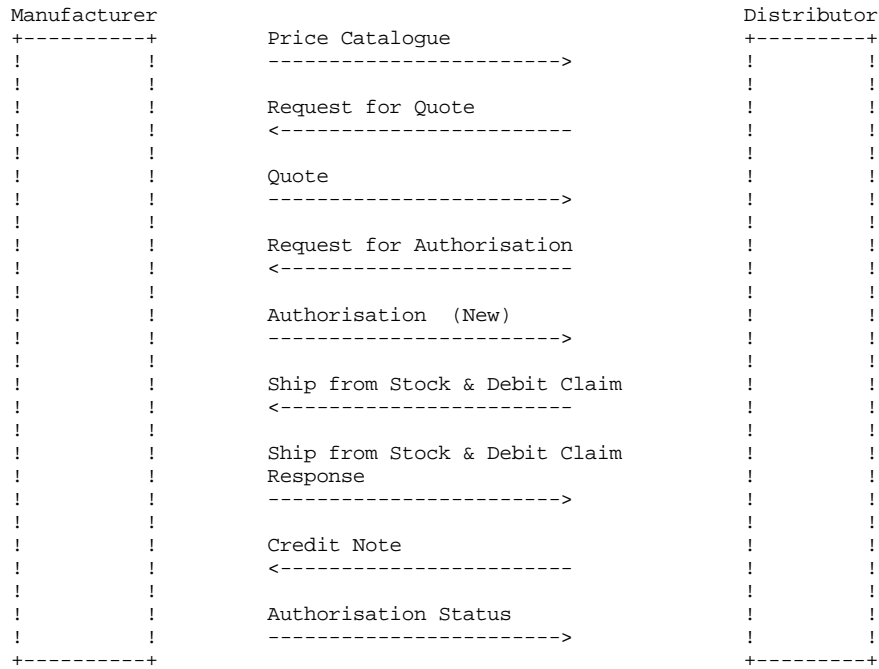 Manufacturer Distributor
+----------+ Price Catalogue +---------+
! ! ------------------------> ! !
! ! ! !
! ! Request for Quote ! !
! ! <------------------------ ! !
! ! ! !
! ! Quote ! !
! ! ------------------------> ! !
! ! ! !
! ! Request for Authorisation ! !
! ! <------------------------ ! !
! ! ! !
! ! Authorisation (New) ! !
! ! ------------------------> ! !
! ! ! !
! ! Ship from Stock & Debit Claim ! !
! ! <------------------------ ! !
! ! ! !
! ! Ship from Stock & Debit Claim ! !
! ! Response ! !
! ! ------------------------> ! !
! ! ! !
! ! Credit Note ! !
! ! <------------------------ ! !
! ! ! !
! ! Authorisation Status ! !
! ! ------------------------> ! !
+----------+ +---------+